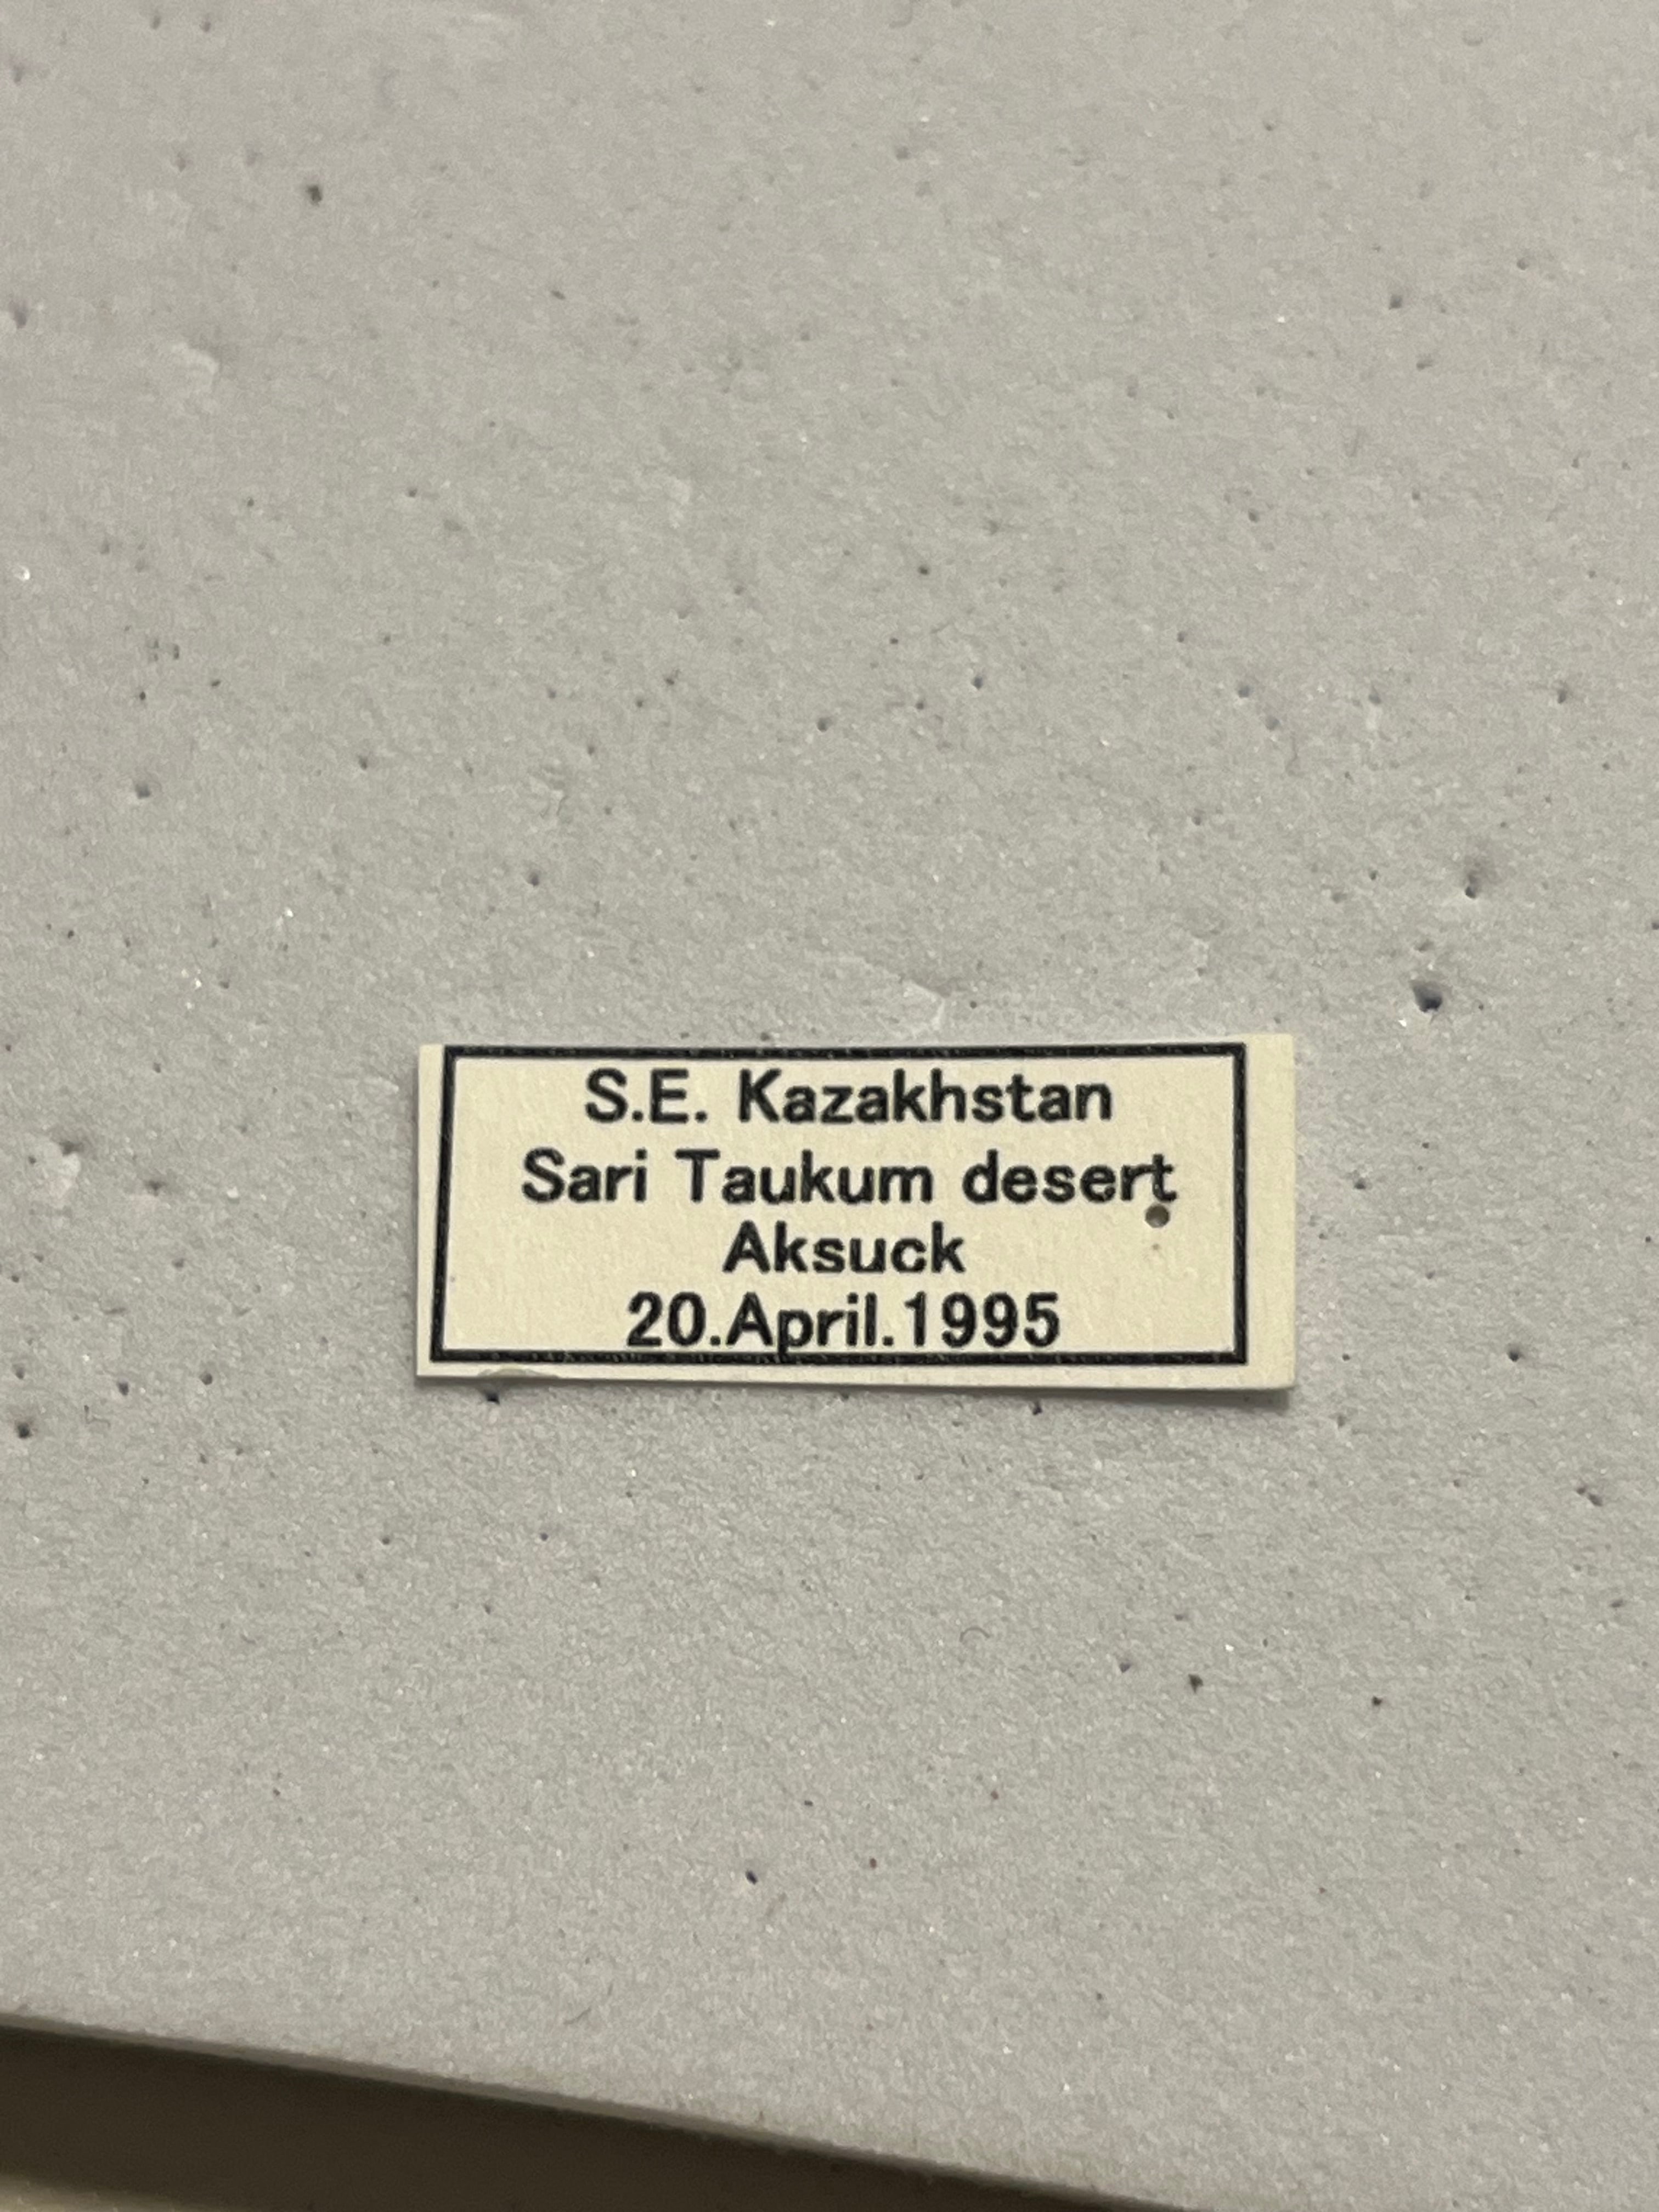 S.E. Kazakhstan
Sari Taukum desert
Aksuck
20.April.1995